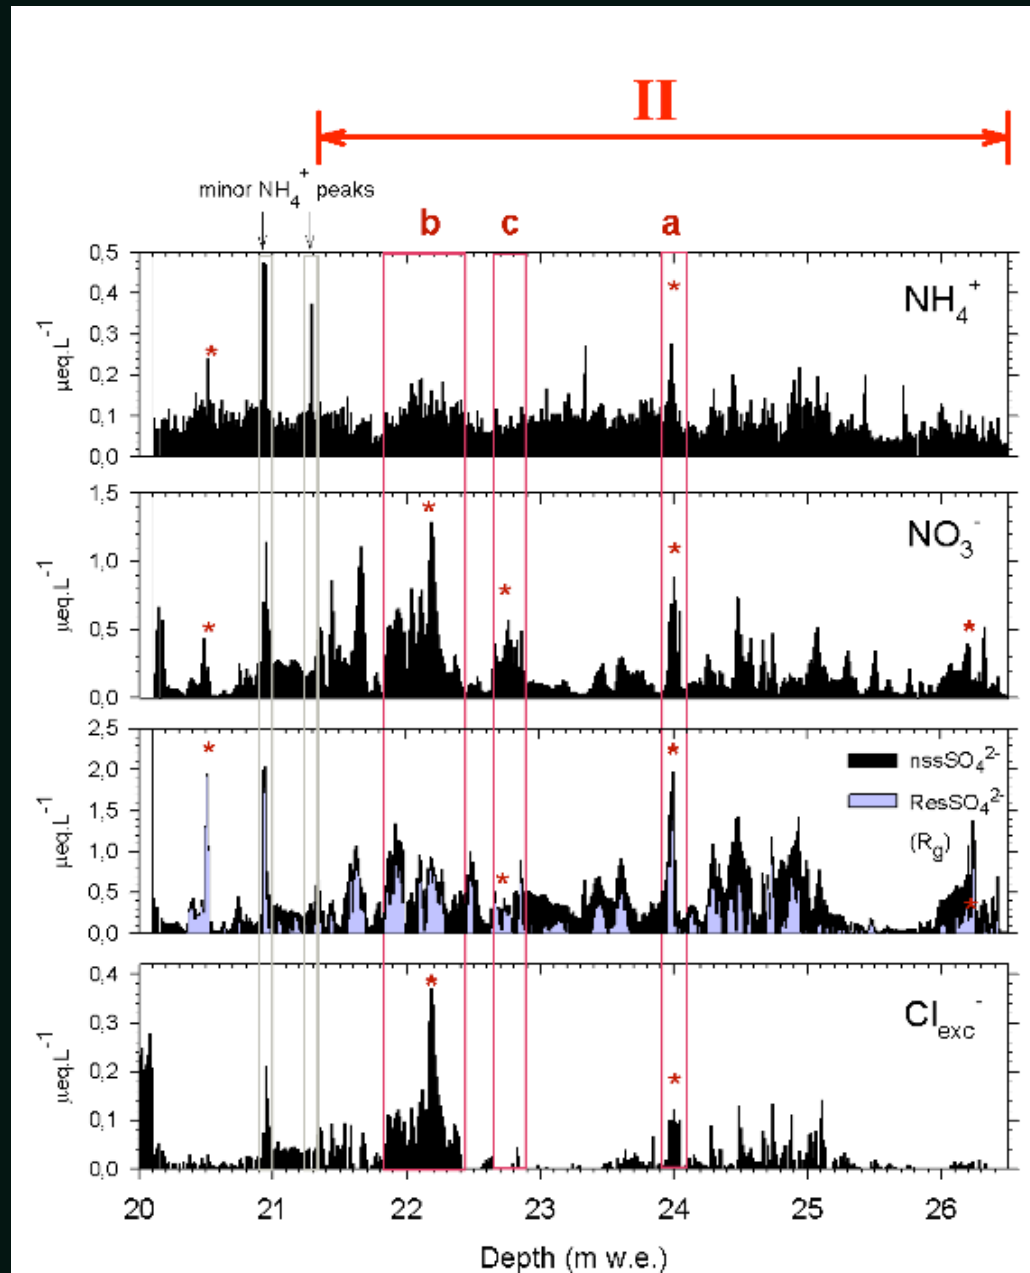 II
minor NH₄⁺ peaks
b c a
0,5
0,4
0,3
0,2
0,1
0,0
µeq.L⁻¹
*
*
NH₄⁺
1,5
1,0
0,5
0,0
µeq.L⁻¹
*
*
*
*
*
NO₃⁻
2,5
2,0
1,5
1,0
0,5
0,0
µeq.L⁻¹
*
*
*
*
nssSO₄²⁻
ResSO₄²⁻
(Rg)
0,4
0,3
0,2
0,1
0,0
µeq.L⁻¹
*
*
Clexc⁻
20 21 22 23 24 25 26
Depth (m w.e.)